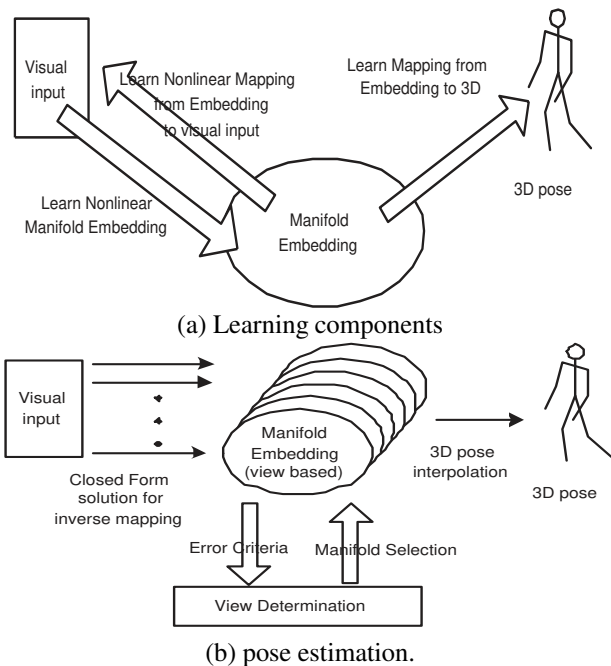 Visual
input
Learn Nonlinear Mapping
from Embedding
to visual input
Learn Mapping from
Embedding to 3D
Learn Nonlinear
Manifold Embedding
Manifold
Embedding
3D pose
(a) Learning components
Visual
input
Manifold
Embedding
(view based)
3D pose
interpolation
3D pose
Closed Form
solution for
inverse mapping
Error Criteria
Manifold Selection
View Determination
(b) pose estimation.